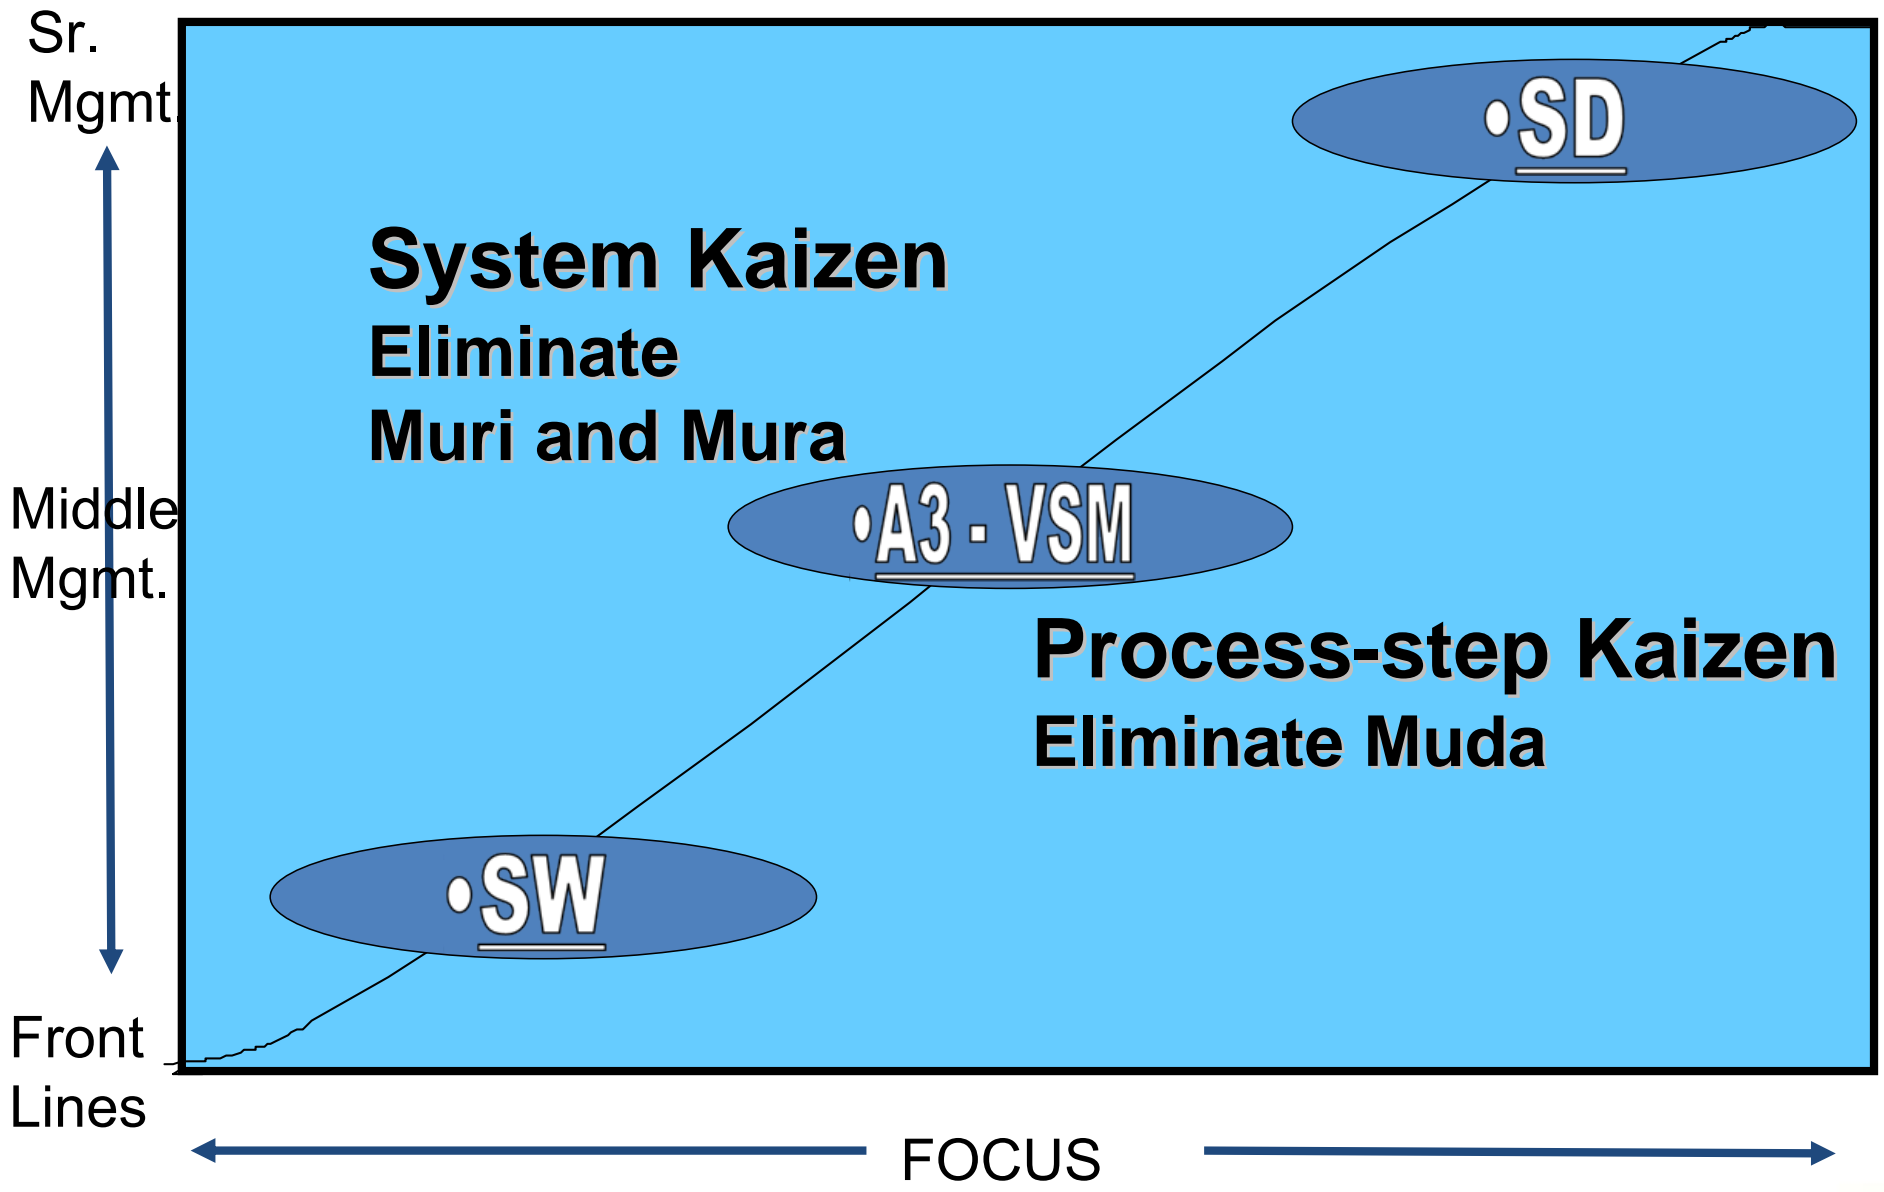 Sr.
Mgmt.
•SD
System Kaizen
Eliminate
Muri and Mura
Middle
Mgmt.
•A3 - VSM
Process-step Kaizen
Eliminate Muda
•SW
Front
Lines
FOCUS